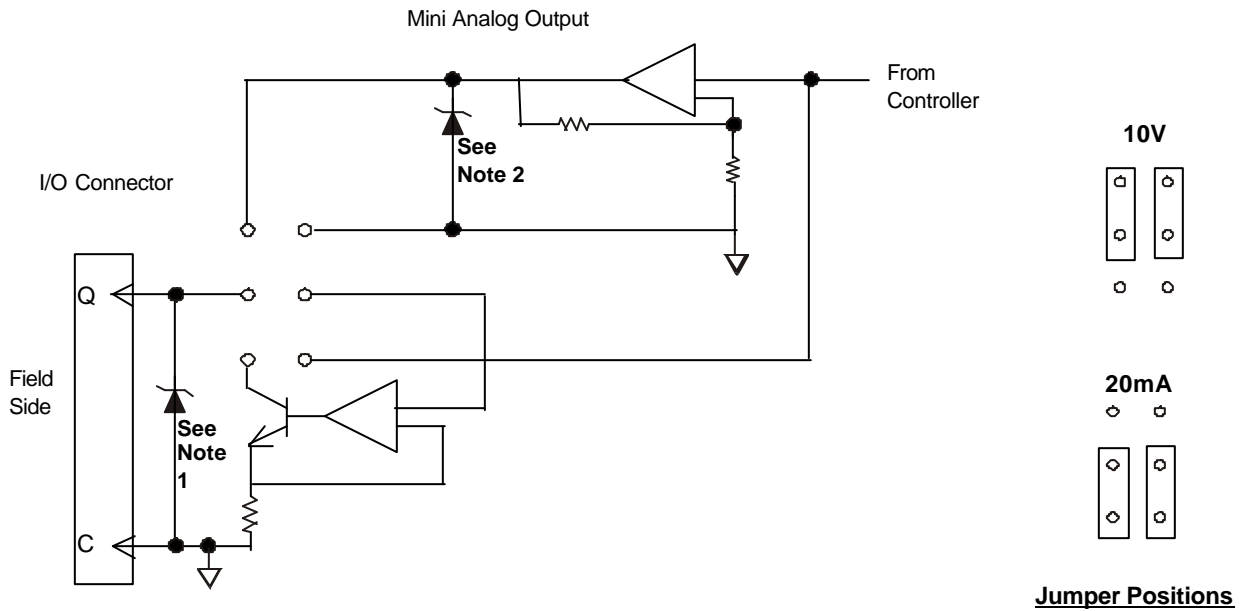 Mini Analog Output
From
Controller
See
Note 2
10V
I/O Connector
Q
Field
Side
See
Note
1
C
20mA
Jumper Positions